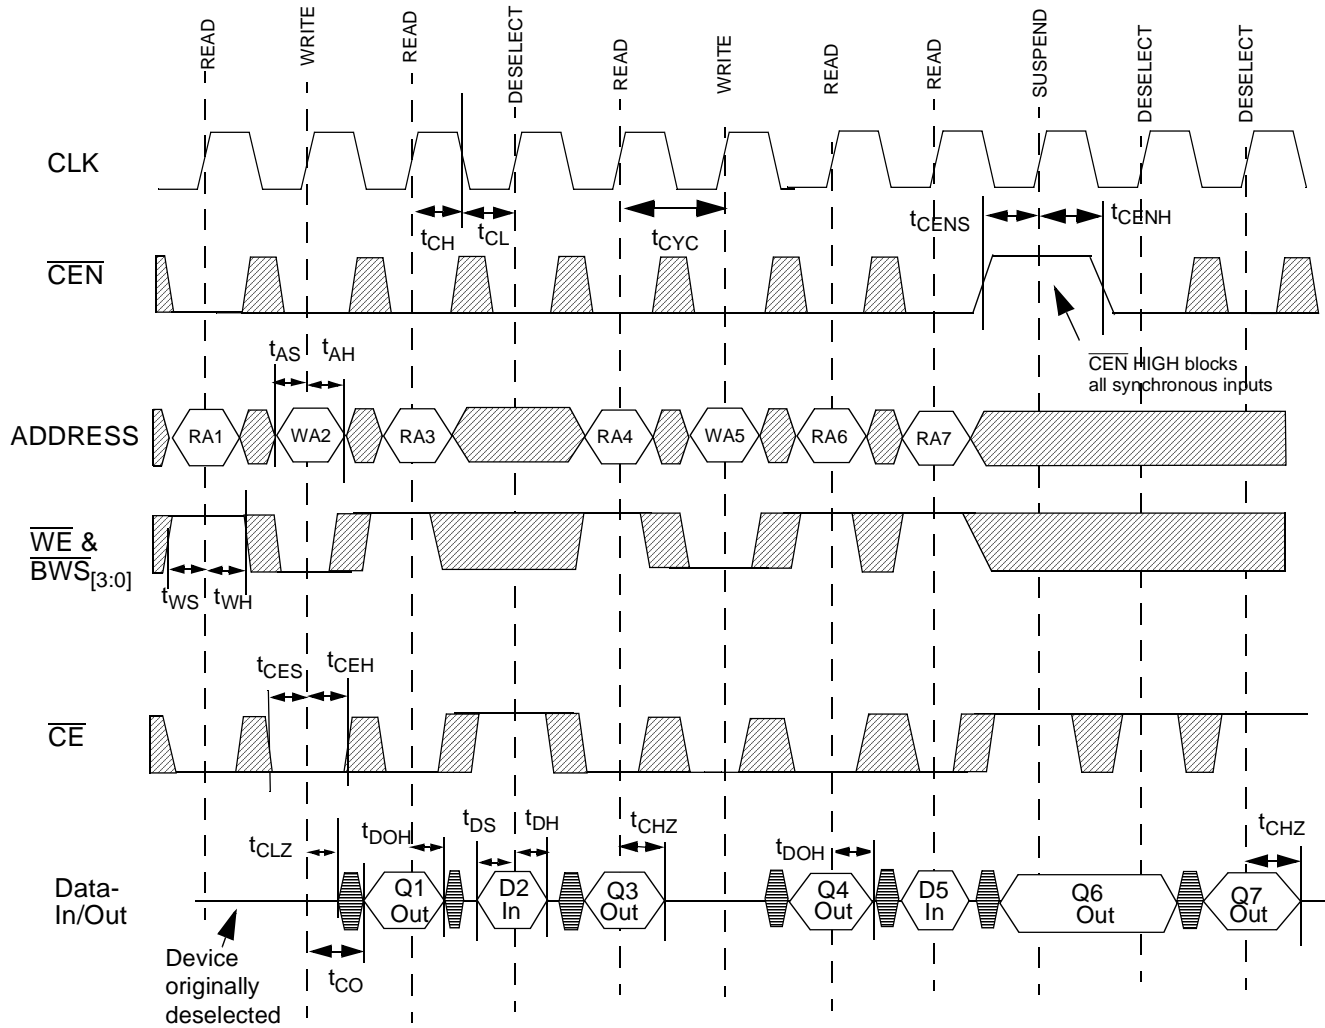 READ
WRITE
READ
DESELECT
READ
WRITE
READ
READ
SUSPEND
DESELECT
DESELECT
CLK
tCH
tCL
tCYC
tCENS
tCENH
CEN
CEN HIGH blocks
all synchronous inputs
tAS
tAH
ADDRESS
RA1
WA2
RA3
RA4
WA5
RA6
RA7
WE &
BWS[3:0]
tWS
tWH
tCES
tCEH
CE
tCLZ
tDOH
tDS
tDH
tCHZ
tDOH
tCHZ
Data-
In/Out
Q1
Out
D2
In
Q3
Out
Q4
Out
D5
In
Q6
Out
Q7
Out
tCO
Device
originally
deselected